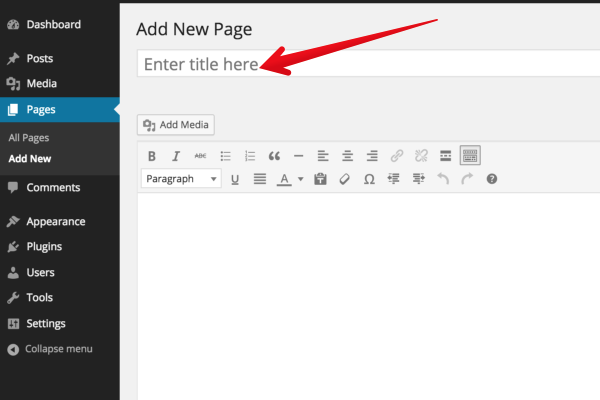 Dashboard
Posts
Media
Pages
All Pages
Add New
Comments
Appearance
Plugins
Users
Tools
Settings
Collapse menu
Add New Page
Enter title here
Add Media
B I ABC
Paragraph U A Ω ?